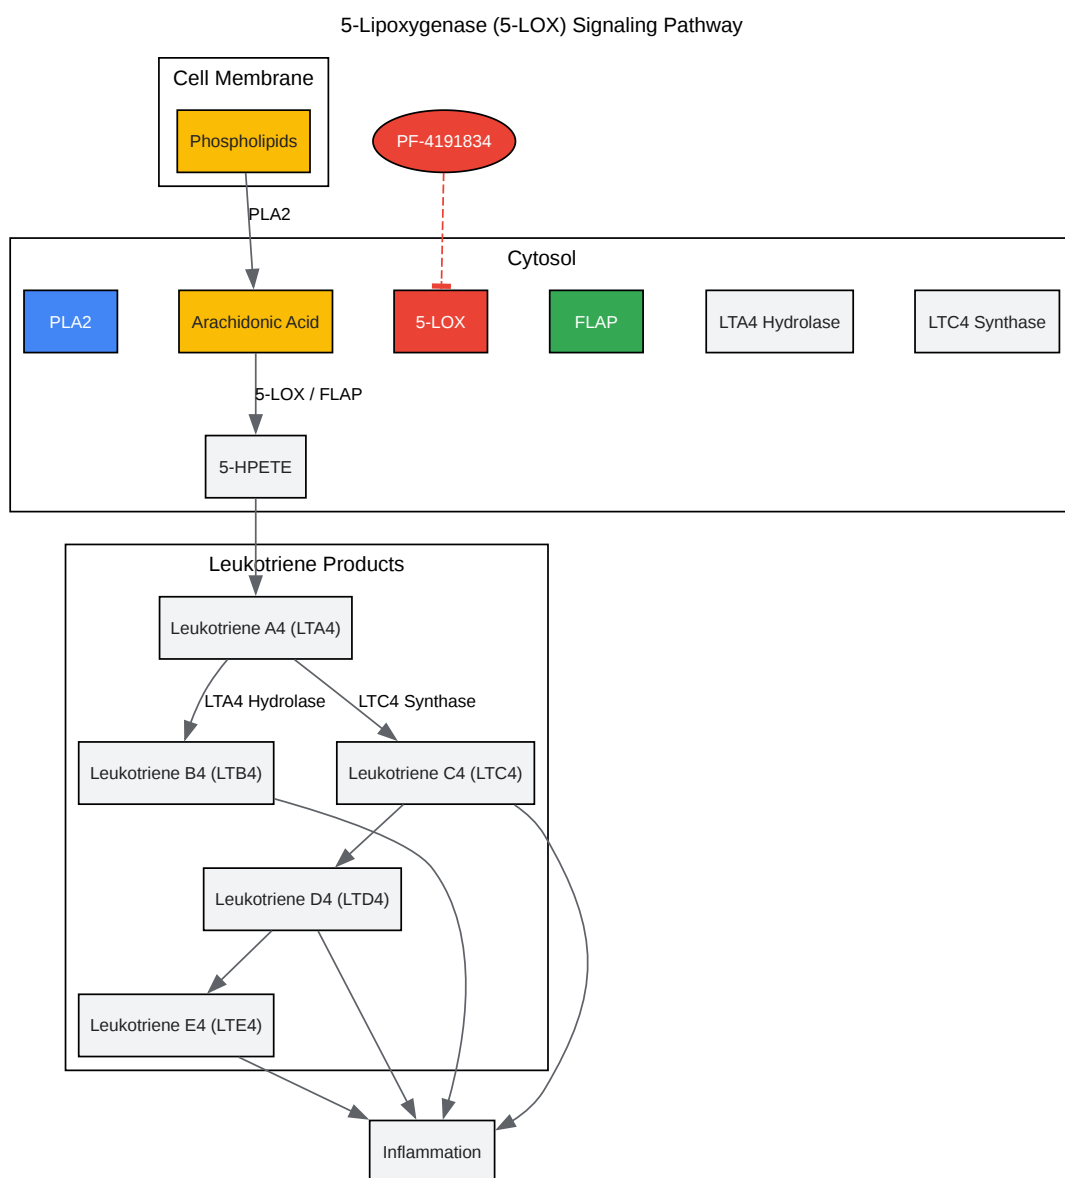 5-Lipoxygenase (5-LOX) Signaling Pathway
Cell Membrane
Phospholipids
PF-4191834
PLA2
Cytosol
PLA2
Arachidonic Acid
5-LOX
FLAP
LTA4 Hydrolase
LTC4 Synthase
5-LOX / FLAP
5-HPETE
Leukotriene Products
Leukotriene A4 (LTA4)
LTA4 Hydrolase
LTC4 Synthase
Leukotriene B4 (LTB4)
Leukotriene C4 (LTC4)
Leukotriene D4 (LTD4)
Leukotriene E4 (LTE4)
Inflammation